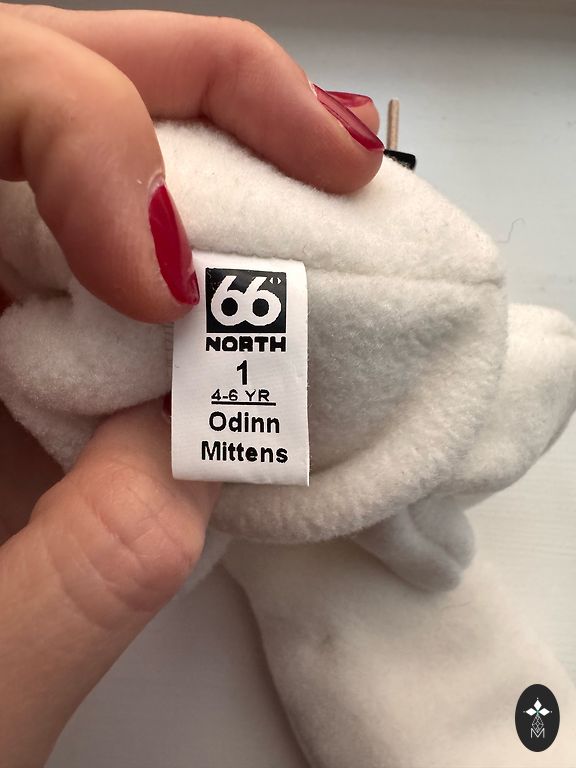 66°
NORTH
1
4-6 YR
Odinn
Mittens
M